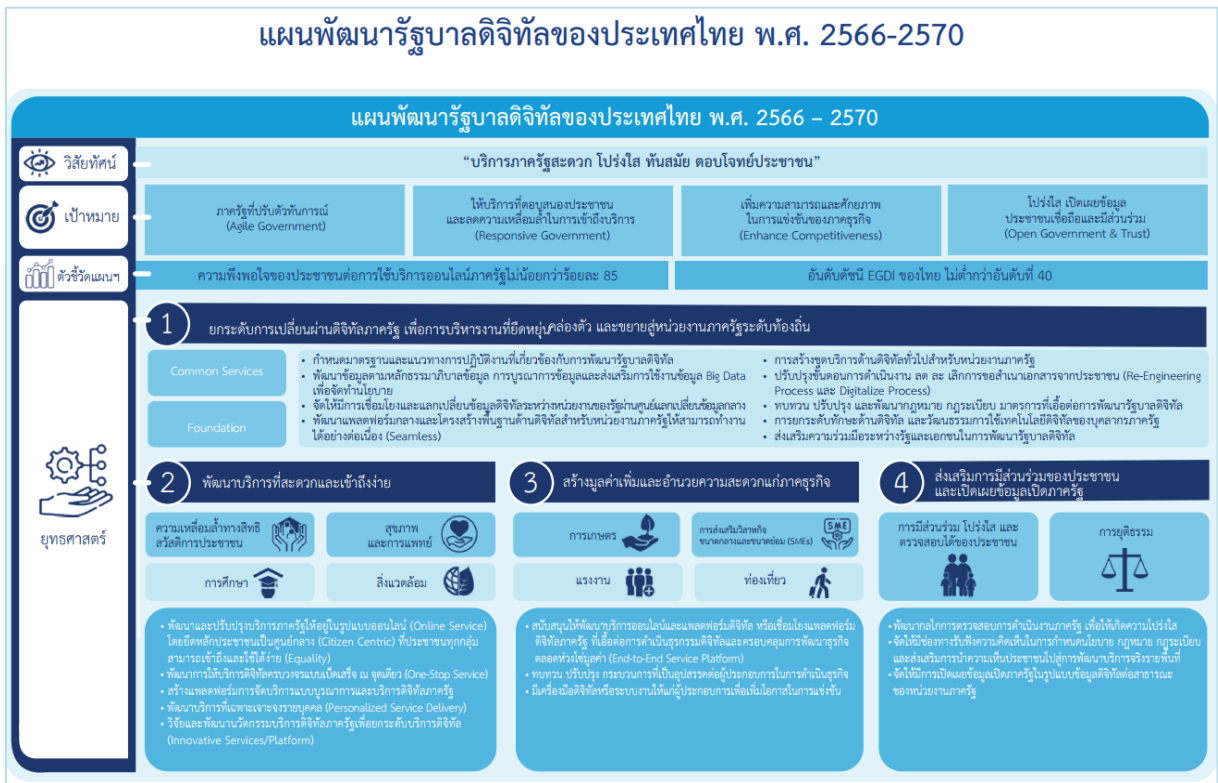 แผนพัฒนารัฐบาลดิจิทัลของประเทศไทย พ.ศ. 2566-2570
แผนพัฒนารัฐบาลดิจิทัลของประเทศไทย พ.ศ. 2566 – 2570
วิสัยทัศน์
“บริการภาครัฐสะดวก โปร่งใส ทันสมัย ตอบโจทย์ประชาชน”
เป้าหมาย
ภาครัฐที่ปรับตัวทันการณ์
(Agile Government)
ให้บริการที่ตอบสนองประชาชน
และลดความเหลื่อมล้ำในการเข้าถึงบริการ
(Responsive Government)
เพิ่มความสามารถและศักยภาพ
ในการแข่งขันของภาคธุรกิจ
(Enhance Competitiveness)
โปร่งใส เปิดเผยข้อมูล
ประชาชนเชื่อถือและมีส่วนร่วม
(Open Government & Trust)
ตัวชี้วัดแผนฯ
ความพึงพอใจของประชาชนต่อการใช้บริการออนไลน์ภาครัฐไม่น้อยกว่าร้อยละ 85
อันดับดัชนี EGDI ของไทย ไม่ต่ำกว่าอันดับที่ 40
ยุทธศาสตร์
1
ยกระดับการเปลี่ยนผ่านดิจิทัลภาครัฐ เพื่อการบริหารงานที่ยืดหยุ่นคล่องตัว และขยายสู่หน่วยงานภาครัฐระดับท้องถิ่น
Common Services
Foundation
• กำหนดมาตรฐานและแนวทางการปฏิบัติงานที่เกี่ยวข้องกับการพัฒนารัฐบาลดิจิทัล
• พัฒนาข้อมูลตามหลักธรรมาภิบาลข้อมูล การบูรณาการข้อมูลและส่งเสริมการใช้งานข้อมูล Big Data
เพื่อจัดทำนโยบาย
• จัดให้มีการเชื่อมโยงและแลกเปลี่ยนข้อมูลดิจิทัลระหว่างหน่วยงานของรัฐผ่านศูนย์แลกเปลี่ยนข้อมูลกลาง
• พัฒนาแพลตฟอร์มกลางและโครงสร้างพื้นฐานด้านดิจิทัลสำหรับหน่วยงานภาครัฐให้สามารถทำงาน
ได้อย่างต่อเนื่อง (Seamless)
• การสร้างชุดบริการด้านดิจิทัลทั่วไปสำหรับหน่วยงานภาครัฐ
• ปรับปรุงขั้นตอนการดำเนินงาน ลด ละ เลิกการขอสำเนาเอกสารจากประชาชน (Re-Engineering
Process และ Digitalize Process)
• ทบทวน ปรับปรุง และพัฒนากฎหมาย กฎระเบียบ มาตรการที่เอื้อต่อการพัฒนารัฐบาลดิจิทัล
• การยกระดับทักษะด้านดิจิทัล และวัฒนธรรมการใช้เทคโนโลยีดิจิทัลของบุคลากรภาครัฐ
• ส่งเสริมความร่วมมือระหว่างรัฐและเอกชนในการพัฒนารัฐบาลดิจิทัล
2
พัฒนาบริการที่สะดวกและเข้าถึงง่าย
ความเหลื่อมล้ำทางสิทธิ
สวัสดิการประชาชน
สุขภาพ
และการแพทย์
การศึกษา
สิ่งแวดล้อม
• พัฒนาและปรับปรุงบริการภาครัฐให้อยู่ในรูปแบบออนไลน์ (Online Service)
โดยยึดหลักประชาชนเป็นศูนย์กลาง (Citizen Centric) ที่ประชาชนทุกกลุ่ม
สามารถเข้าถึงและใช้ได้ง่าย (Equality)
• พัฒนาการให้บริการดิจิทัลครบวงจรแบบเบ็ดเสร็จ ณ จุดเดียว (One-Stop Service)
• สร้างแพลตฟอร์มการจัดบริการแบบบูรณาการและบริการดิจิทัลภาครัฐ
• พัฒนาบริการที่เฉพาะเจาะจงรายบุคคล (Personalized Service Delivery)
• วิจัยและพัฒนานวัตกรรมบริการดิจิทัลภาครัฐเพื่อยกระดับบริการดิจิทัล
(Innovative Services/Platform)
3
สร้างมูลค่าเพิ่มและอำนวยความสะดวกแก่ภาคธุรกิจ
การเกษตร
การส่งเสริมวิสาหกิจ
ขนาดกลางและขนาดย่อม (SMEs)
SME
แรงงาน
ท่องเที่ยว
• สนับสนุนให้พัฒนาบริการออนไลน์และแพลตฟอร์มดิจิทัล หรือเชื่อมโยงแพลตฟอร์ม
ดิจิทัลภาครัฐ ที่เอื้อต่อการดำเนินธุรกรรมดิจิทัลและครอบคลุมการพัฒนาธุรกิจ
ตลอดห่วงโซ่มูลค่า (End-to-End Service Platform)
• ทบทวน ปรับปรุง กระบวนการที่เป็นอุปสรรคต่อการดำเนินธุรกิจ
• มีเครื่องมือดิจิทัลหรือระบบงานให้แก่ผู้ประกอบการเพื่อเพิ่มโอกาสในการแข่งขัน
4
ส่งเสริมการมีส่วนร่วมของประชาชน
และเปิดเผยข้อมูลเปิดภาครัฐ
การมีส่วนร่วม โปร่งใส และ
ตรวจสอบได้ของประชาชน
การยุติธรรม
• พัฒนากลไกการตรวจสอบการดำเนินงานภาครัฐ เพื่อให้เกิดความโปร่งใส
• จัดให้มีช่องทางรับฟังความคิดเห็นในการกำหนดนโยบาย กฎหมาย กฎระเบียบ
และส่งเสริมการนำความเห็นประชาชนไปสู่การพัฒนาบริการจริงรายพื้นที่
• จัดให้มีการเปิดเผยข้อมูลเปิดภาครัฐในรูปแบบข้อมูลดิจิทัลต่อสาธารณะ
ของหน่วยงานภาครัฐ